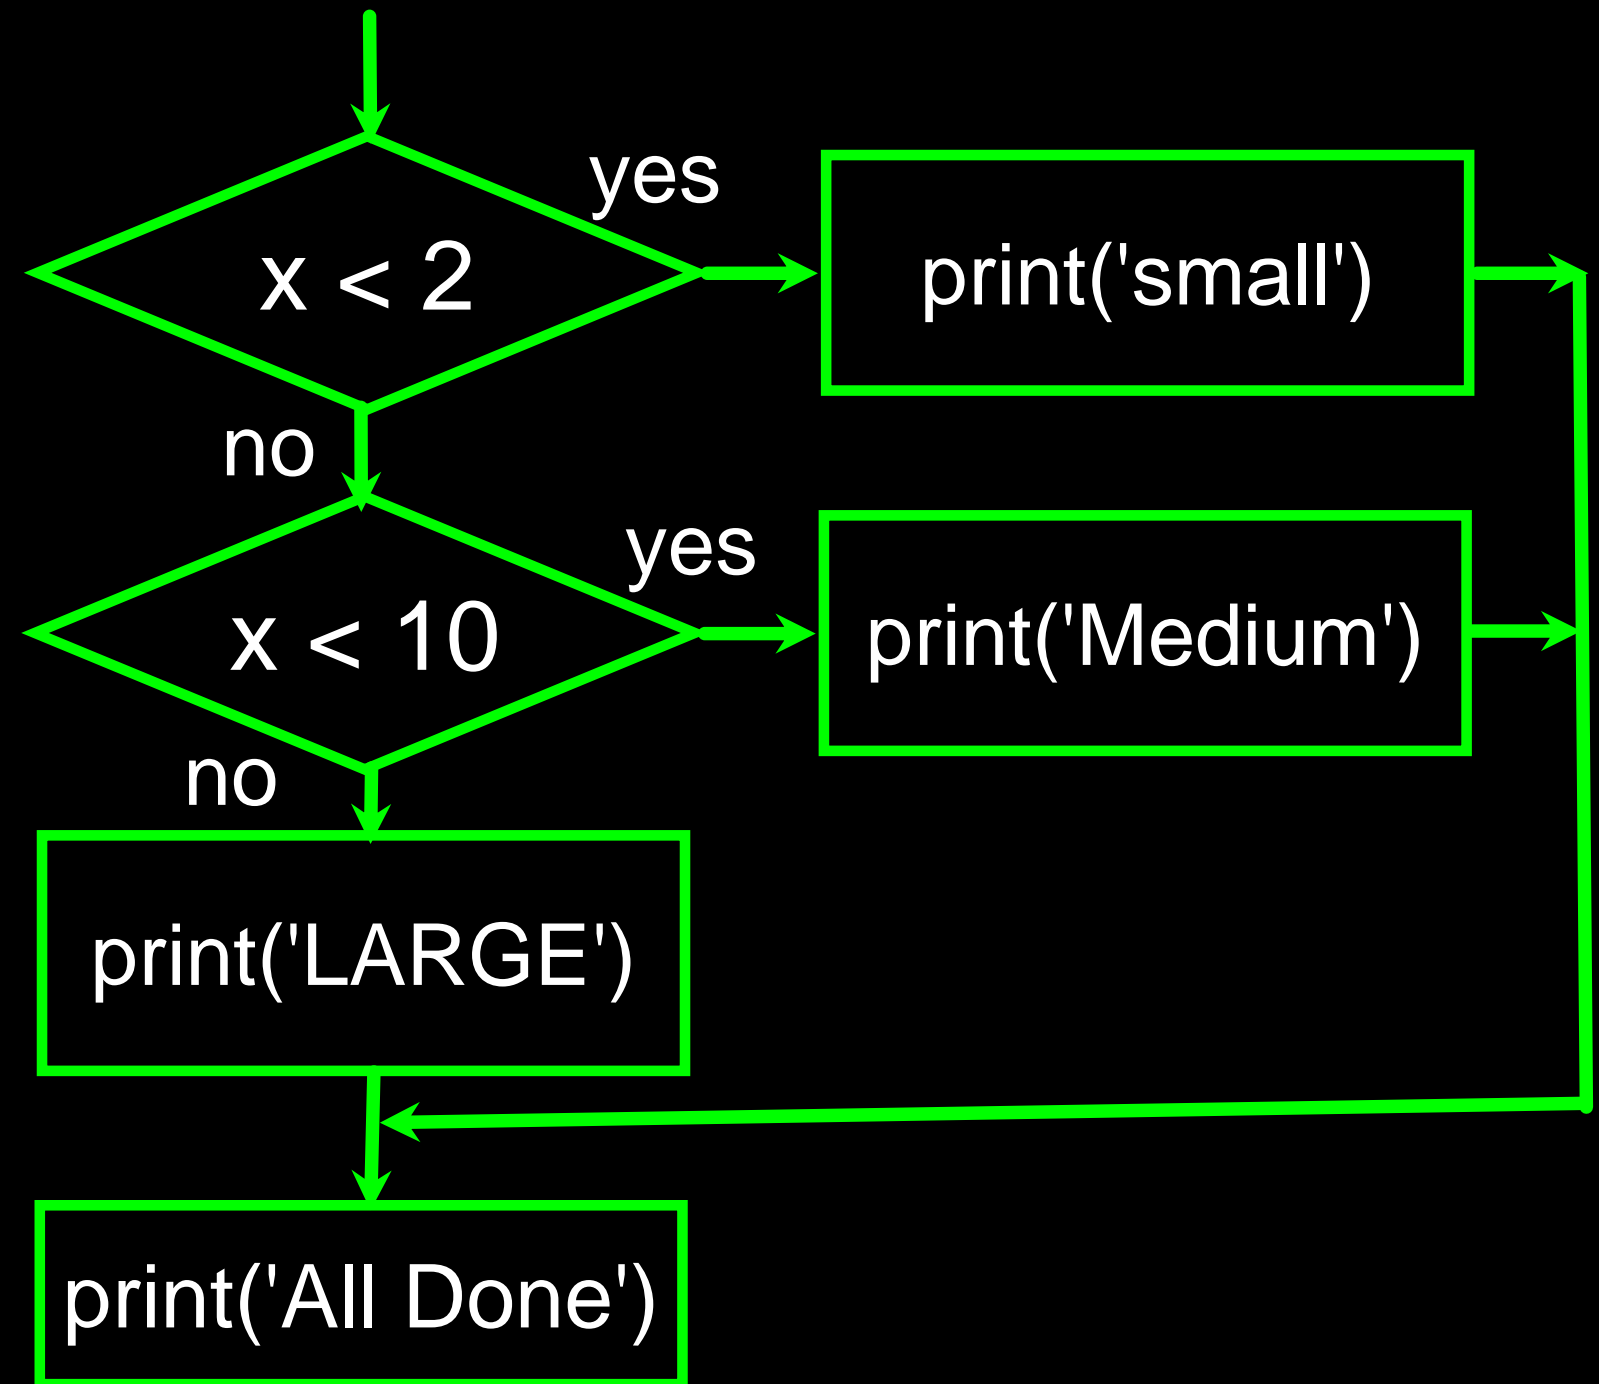 yes
x < 2
print('small')
no
yes
x < 10
print('Medium')
no
print('LARGE')
print('All Done')